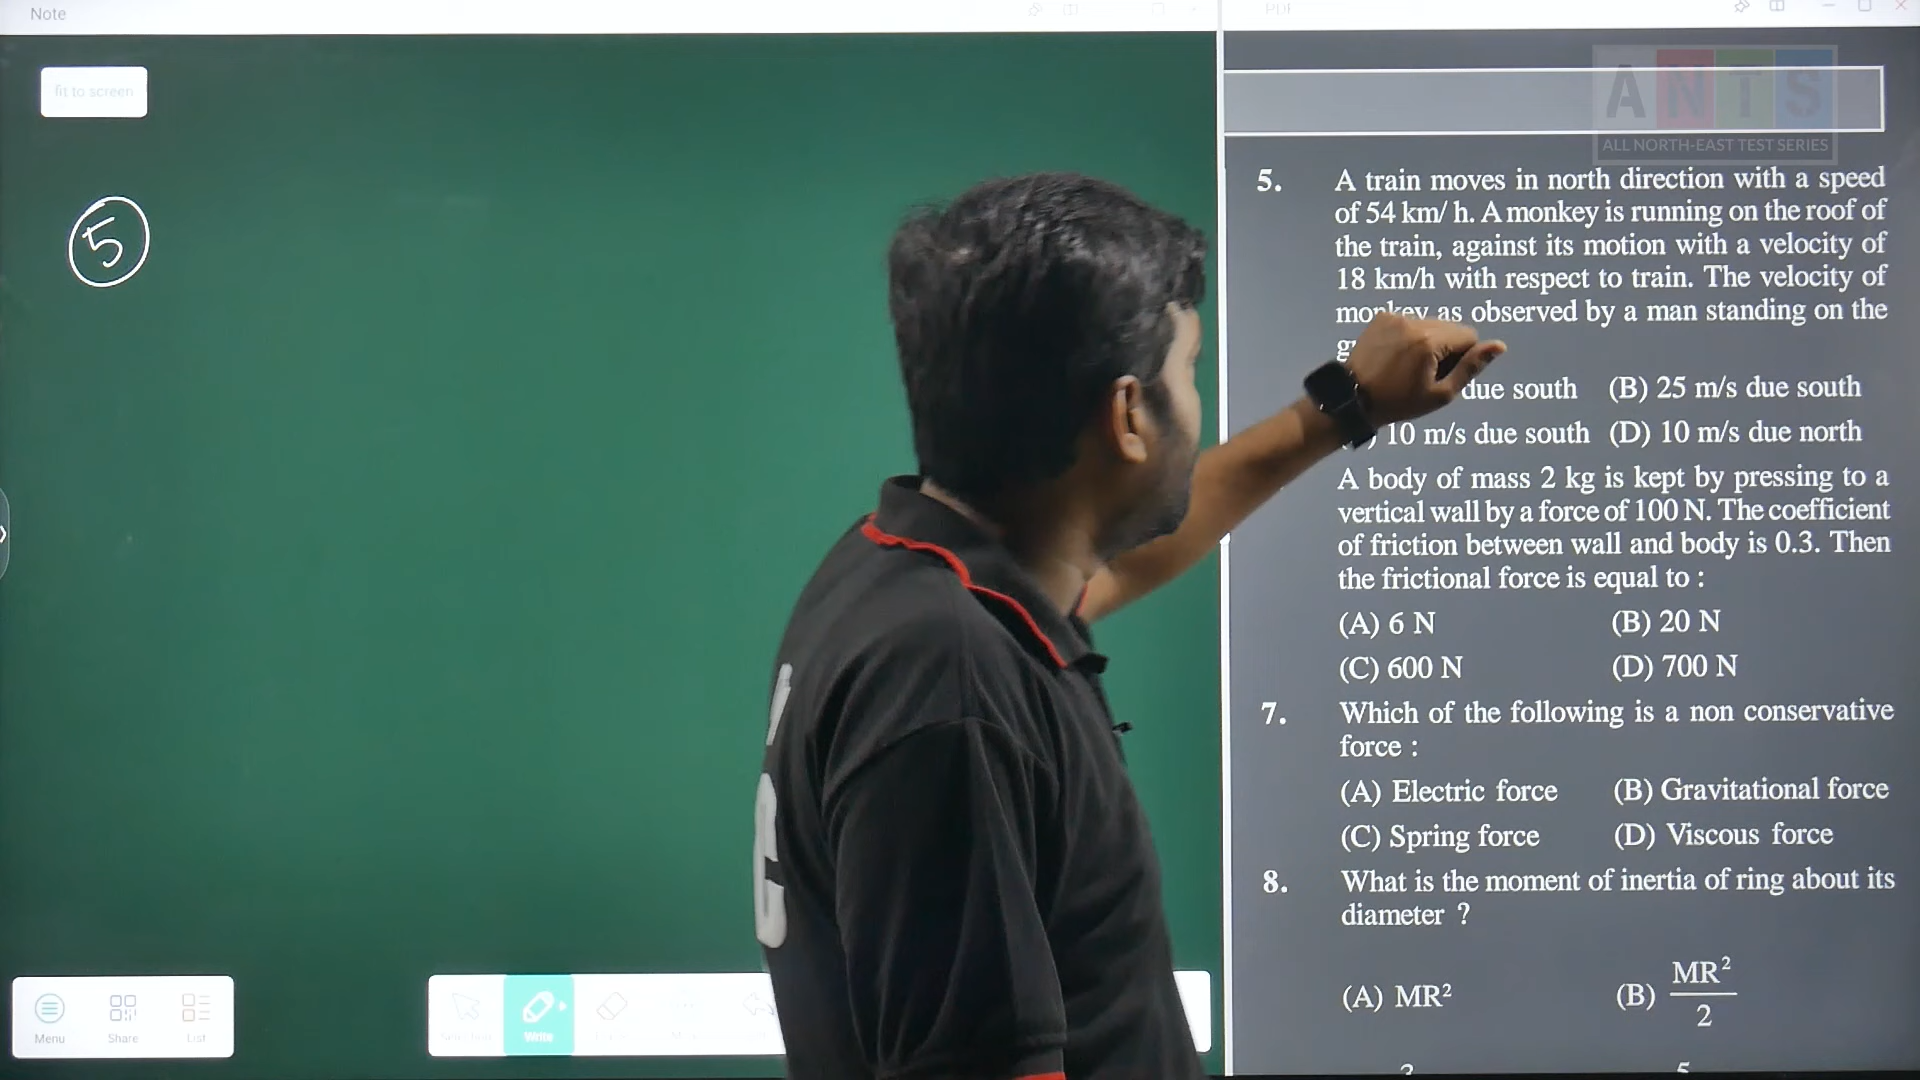 Note
PDF
fit to screen
5
ANTS
ALL NORTH-EAST TEST SERIES
5. A train moves in north direction with a speed
of 54 km/ h. A monkey is running on the roof of
the train, against its motion with a velocity of
18 km/h with respect to train. The velocity of
monkey as observed by a man standing on the
due south (B) 25 m/s due south
) 10 m/s due south (D) 10 m/s due north
A body of mass 2 kg is kept by pressing to a
vertical wall by a force of 100 N. The coefficient
of friction between wall and body is 0.3. Then
the frictional force is equal to :
(A) 6 N (B) 20 N
(C) 600 N (D) 700 N
7. Which of the following is a non conservative
force :
(A) Electric force (B) Gravitational force
(C) Spring force (D) Viscous force
8. What is the moment of inertia of ring about its
diameter ?
(A) MR² (B) MR²/2
Menu Share List
Write